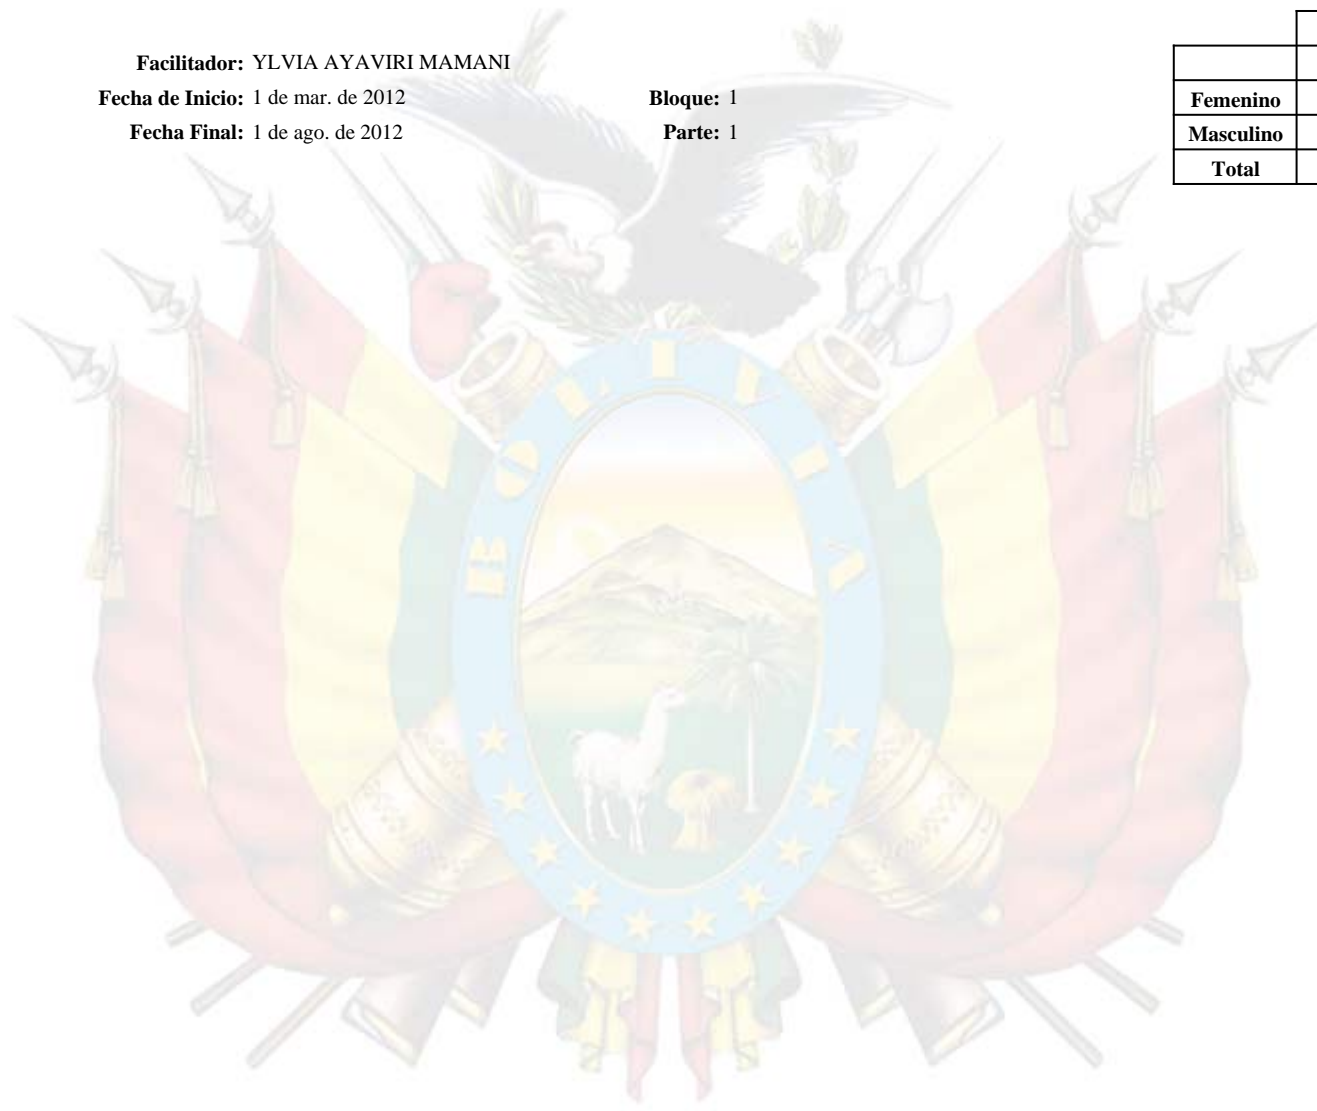 Facilitador: YLVIA AYAVIRI MAMANI
Fecha de Inicio: 1 de mar. de 2012 Bloque: 1
Fecha Final: 1 de ago. de 2012 Parte: 1
Femenino
Masculino
Total
BOLIVIA